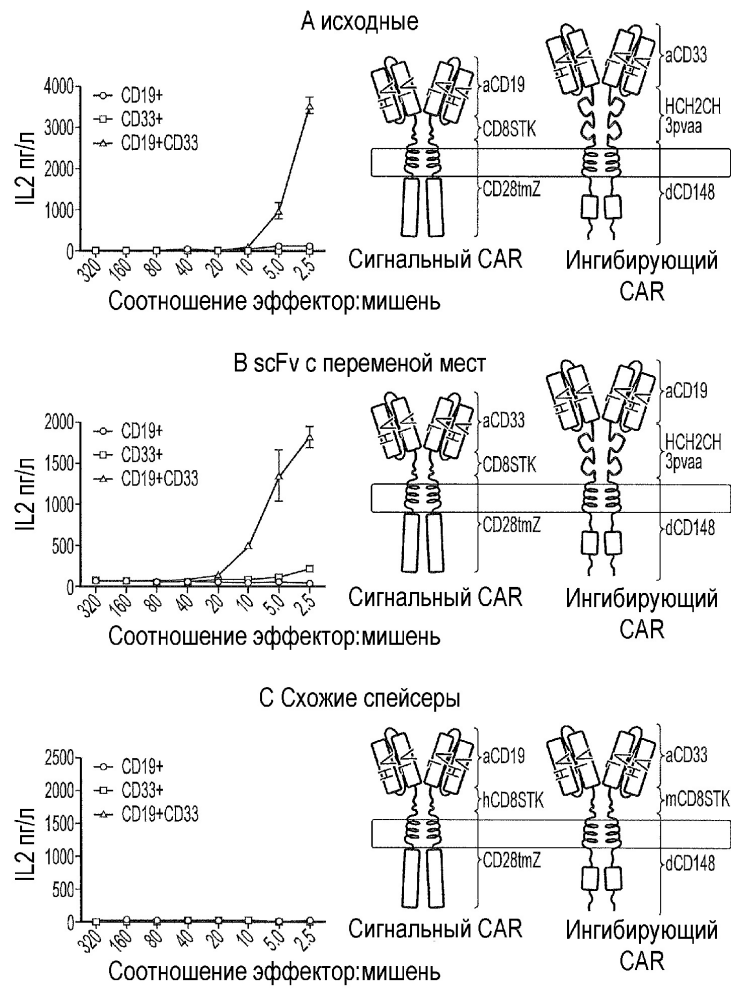 А исходные
4000
3000
2000
1000
0
IL2 пг/л
CD19+
CD33+
CD19+CD33
320
160
80
40
20
10
5.0
2.5
Соотношение эффектор:мишень
aCD19
CD8STK
CD28tmZ
Сигнальный CAR
aCD33
HCH2CH
3pvaa
dCD148
Ингибирующий
CAR
В scFv с переменой мест
2000
1500
1000
500
0
IL2 пг/л
CD19+
CD33+
CD19+CD33
320
160
80
40
20
10
5.0
2.5
Соотношение эффектор:мишень
aCD33
CD8STK
CD28tmZ
Сигнальный CAR
aCD19
HCH2CH
3pvaa
dCD148
Ингибирующий
CAR
С Схожие спейсеры
2500
2000
1500
1000
500
0
IL2 пг/л
CD19+
CD33+
CD19+CD33
320
160
80
40
20
10
5.0
2.5
Соотношение эффектор:мишень
aCD19
hCD8STK
CD28tmZ
Сигнальный CAR
aCD33
mCD8STK
dCD148
Ингибирующий
CAR